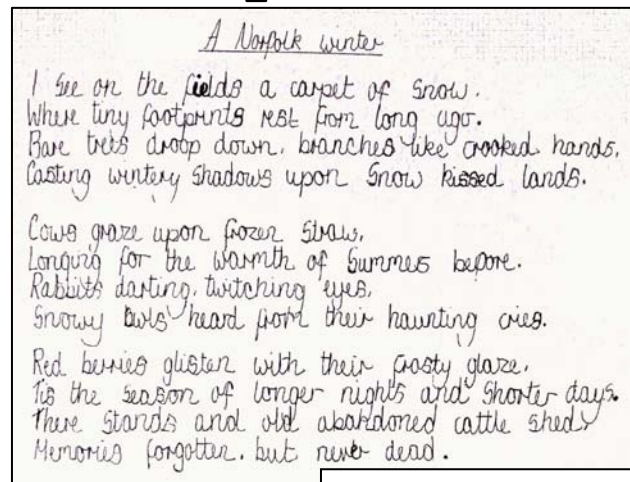 A Norfolk winter
I see on the fields a carpet of snow.
Where tiny footprints rest from long ago.
Bare trees droop down, branches like crooked hands,
Casting wintery shadows upon snow kissed lands.
Cows graze upon frozen straw,
Longing for the warmth of Summers before.
Rabbits darting, twitching eyes,
Snowy owls heard from their haunting cries.
Red berries glisten with their frosty glaze,
Tis the season of longer nights and shorter days.
There stands and old abandoned cattle shed,
Memories forgotten, but never dead.